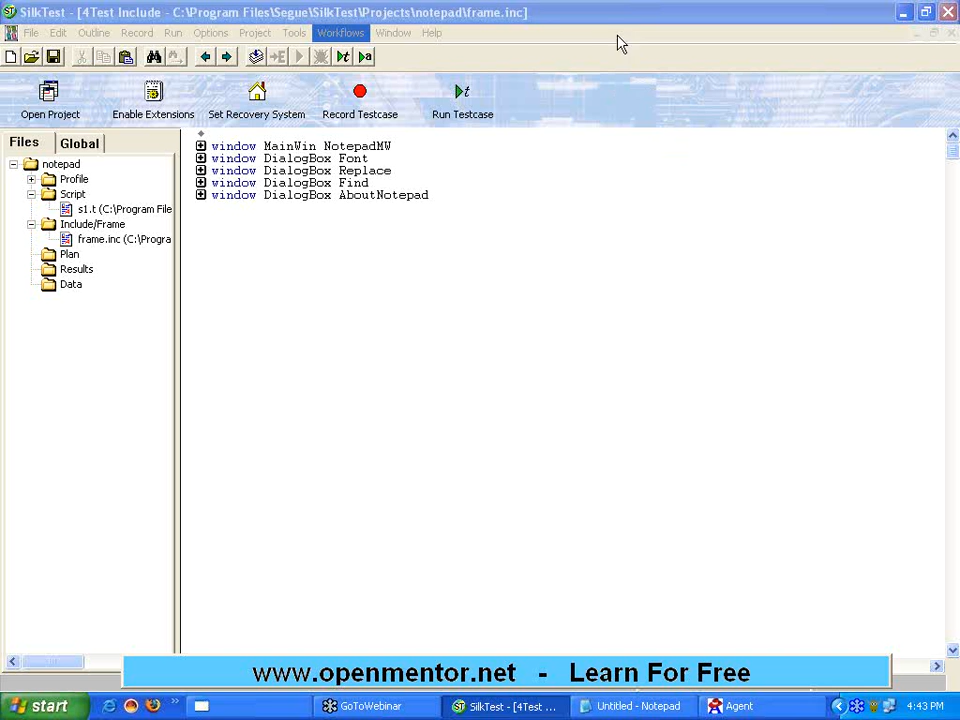 SilkTest - [4Test Include - C:\Program Files\Segue\SilkTest\Projects\notepad\frame.inc]
File Edit Outline Record Run Options Project Tools Workflows Window Help
Open Project Enable Extensions Set Recovery System Record Testcase Run Testcase
Files Global
notepad
Profile
Script
s1.t (C:\Program File
Include/Frame
frame.inc (C:\Progra
Plan
Results
Data
window MainWin NotepadMW
window DialogBox Font
window DialogBox Replace
window DialogBox Find
window DialogBox AboutNotepad
www.openmentor.net - Learn For Free
start
GoToWebinar
SilkTest - [4Test ...
Untitled - Notepad
Agent
4:43 PM